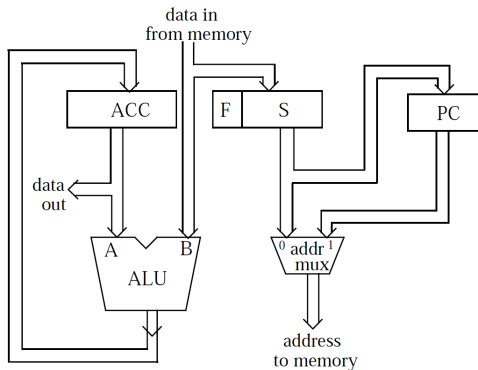 data in
from memory
ACC
F
S
PC
data
out
A
B
0 addr 1
mux
ALU
address
to memory